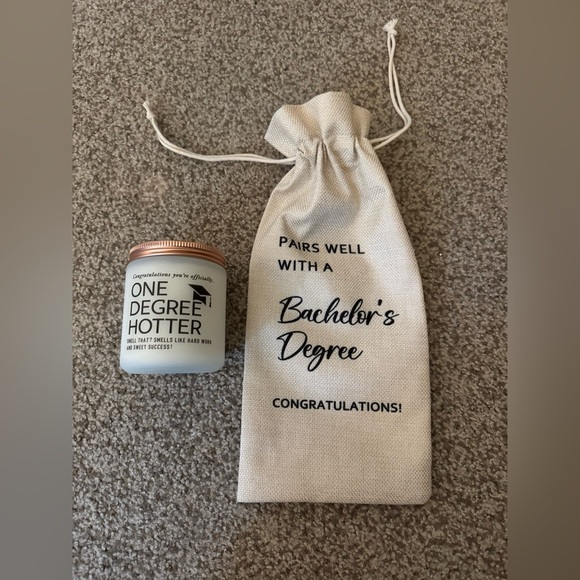 Congratulations you're officially..
ONE
DEGREE
HOTTER
SMELL THAT? SMELLS LIKE HARD WORK
AND SWEET SUCCESS!
PAIRS WELL
WITH A
Bachelor's
Degree
CONGRATULATIONS!